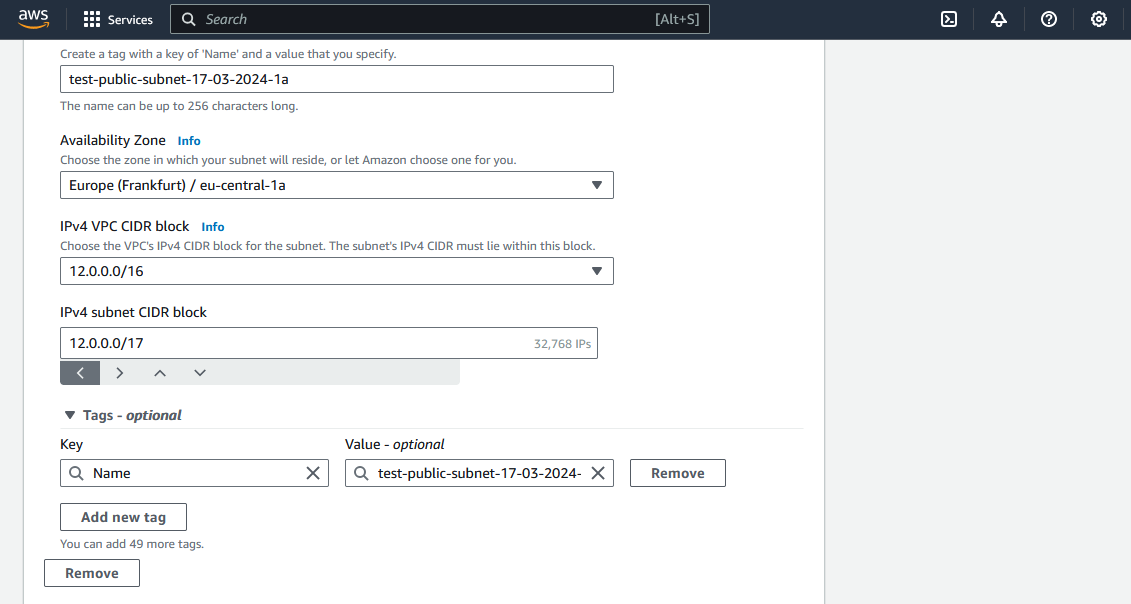 aws Services Search [Alt+S]
Create a tag with a key of 'Name' and a value that you specify.
test-public-subnet-17-03-2024-1a
The name can be up to 256 characters long.
Availability Zone Info
Choose the zone in which your subnet will reside, or let Amazon choose one for you.
Europe (Frankfurt) / eu-central-1a
IPv4 VPC CIDR block Info
Choose the VPC's IPv4 CIDR block for the subnet. The subnet's IPv4 CIDR must lie within this block.
12.0.0.0/16
IPv4 subnet CIDR block
12.0.0.0/17 32,768 IPs
Tags - optional
Key Value - optional
Name test-public-subnet-17-03-2024- Remove
Add new tag
You can add 49 more tags.
Remove